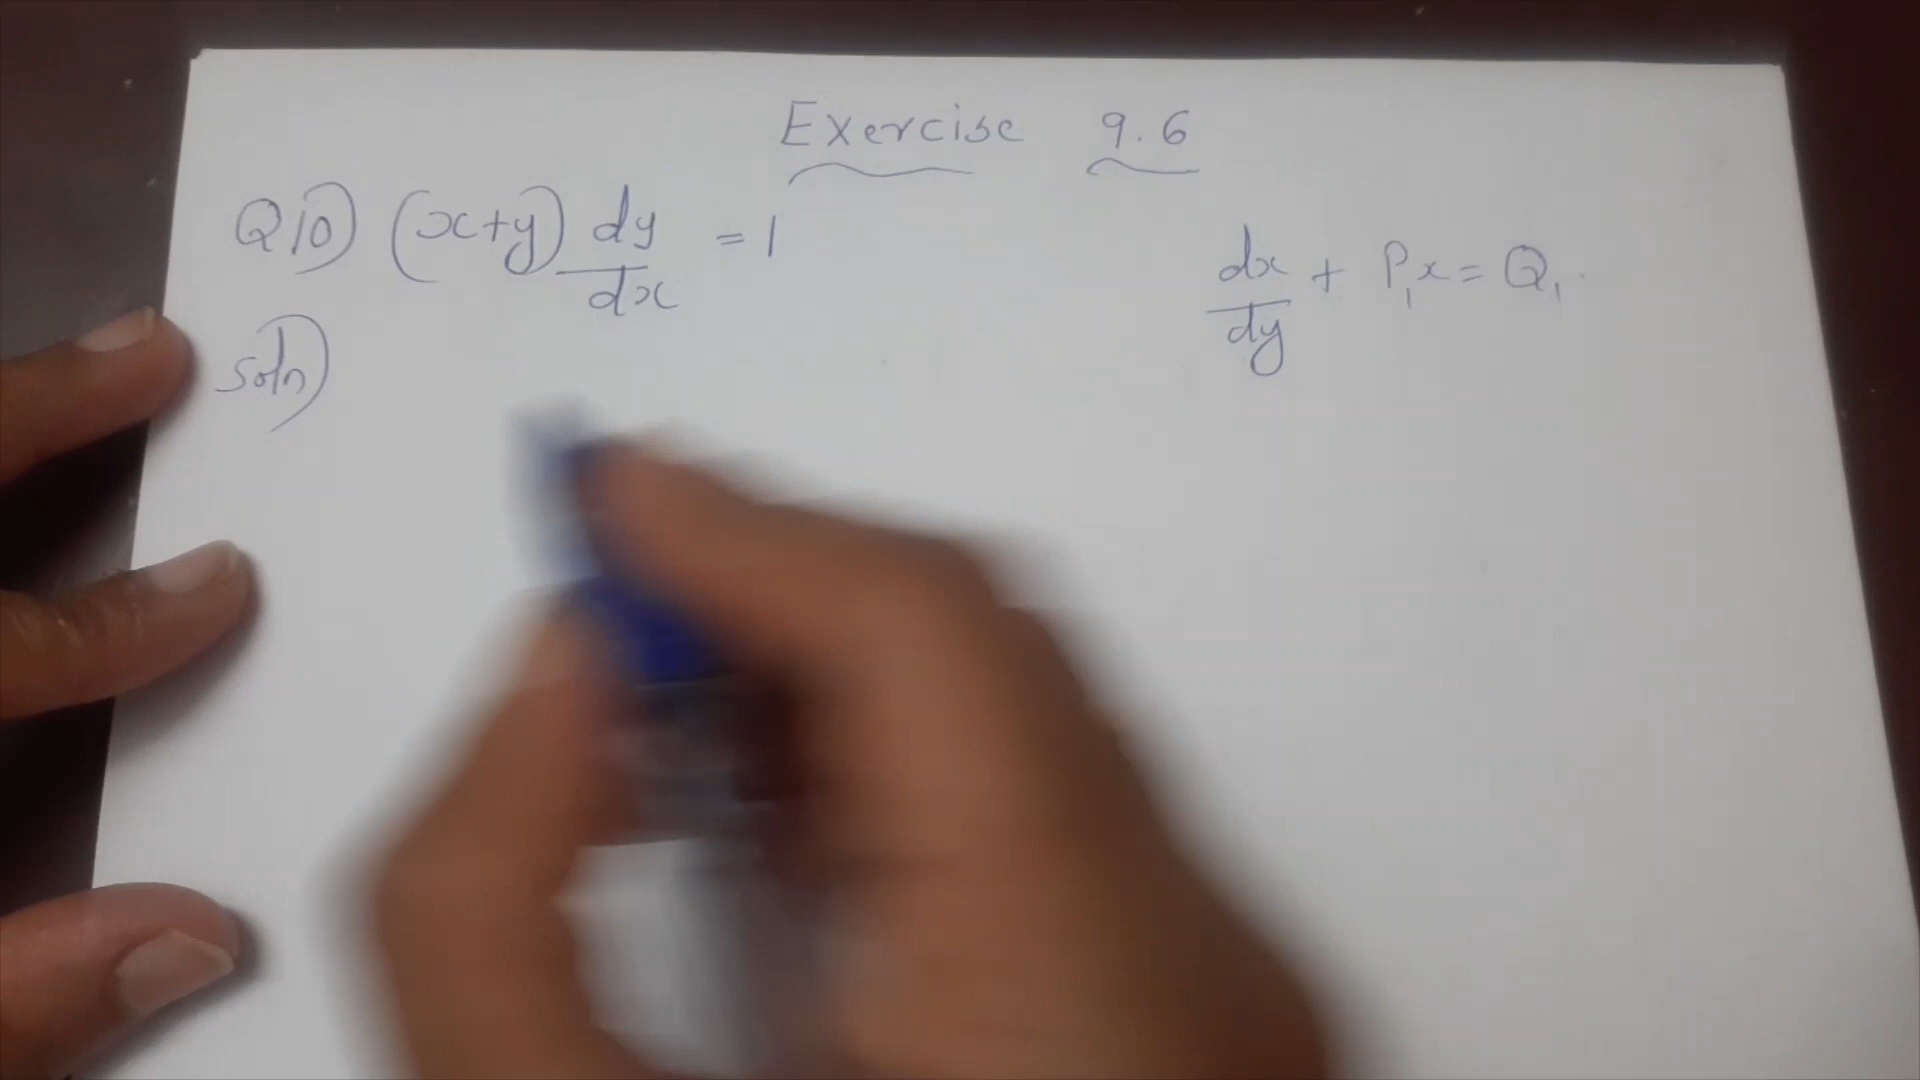 Exercise 9.6
Q10) (x+y) dy/dx = 1
dx/dy + P₁x = Q₁.
Soln)